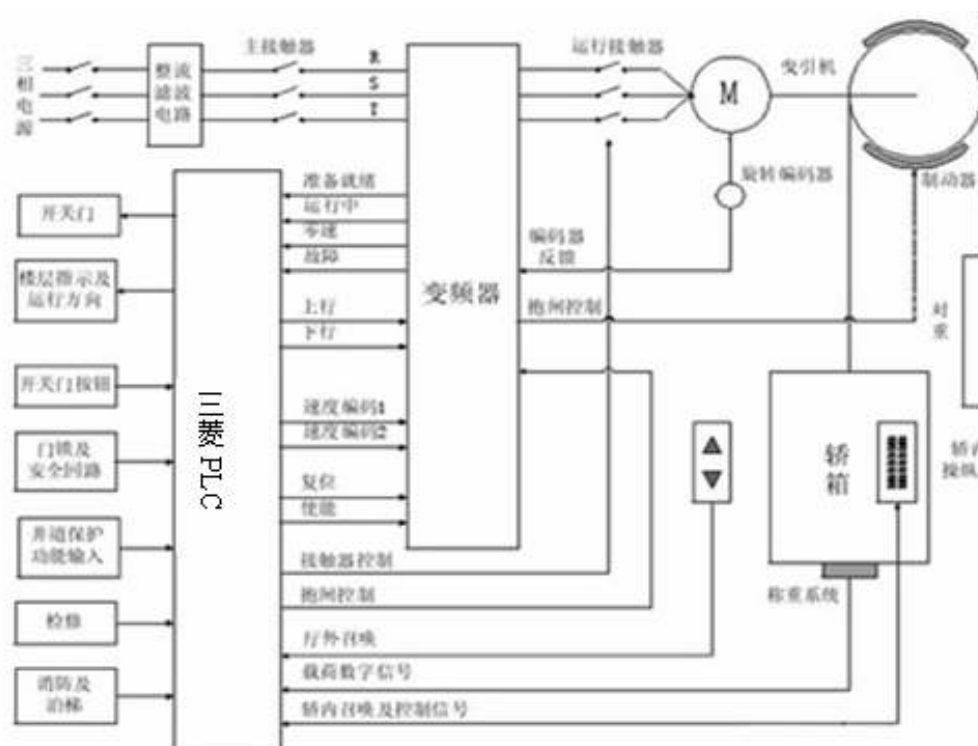 三相电源
整流
滤波
电路
主接触器
R
S
T
运行接触器
M
曳引机
制动器
旋转编码器
编码器
反馈
变频器
抱闸控制
准备就绪
运行中
零速
故障
上行
下行
速度编码1
速度编码2
复位
使能
接触器控制
抱闸控制
厅外召唤
载荷数字信号
轿内召唤及控制信号
三菱 PLC
开关门
楼层指示及
运行方向
开关门按钮
门锁及
安全回路
井道保护
功能输入
检修
消防及
泊梯
对重
轿箱
轿内
操纵
称重系统